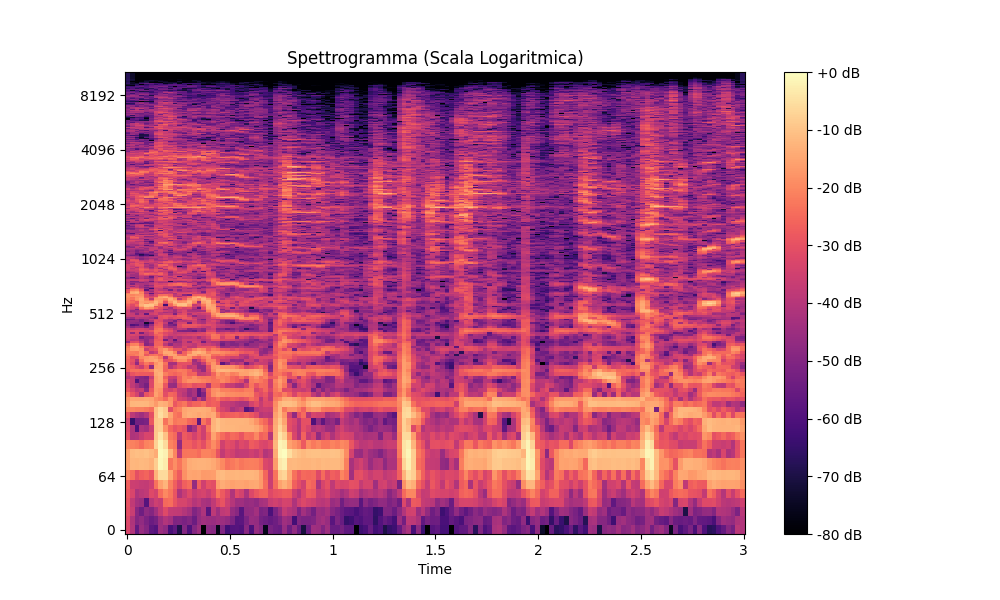 Spettrogramma (Scala Logaritmica)
Hz
8192
4096
2048
1024
512
256
128
64
0
0
0.5
1
1.5
2
2.5
3
Time
+0 dB
-10 dB
-20 dB
-30 dB
-40 dB
-50 dB
-60 dB
-70 dB
-80 dB